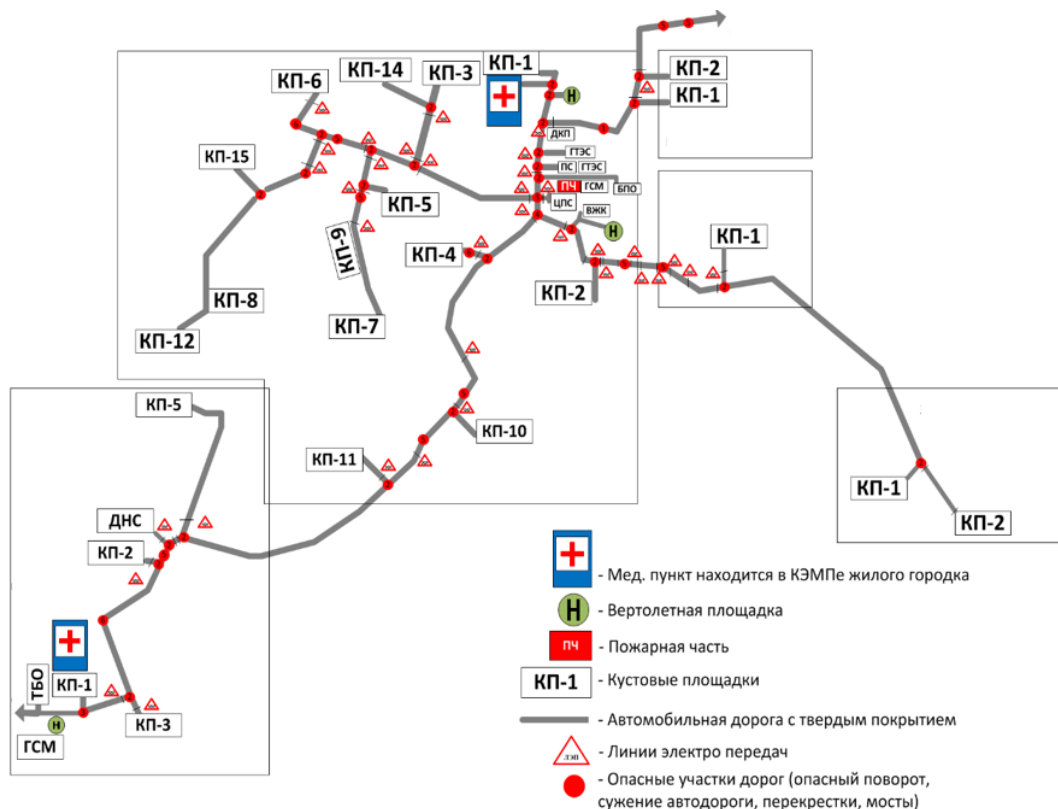 КП-14
КП-3
КП-1
Н
КП-2
КП-1
КП-6
ДКП
ГТЭС
ПС
ГТЭС
БПО
ПЧ
ГСМ
ЦПС
ВЖК
Н
КП-15
КП-5
КП-9
КП-4
КП-2
КП-1
КП-8
КП-12
КП-7
КП-5
КП-10
КП-11
КП-1
КП-2
ДНС
КП-2
ТБО
КП-1
КП-3
Н
ГСМ
- Мед. пункт находится в КЭМПе жилого городка
Н - Вертолетная площадка
ПЧ - Пожарная часть
КП-1 - Кустовые площадки
- Автомобильная дорога с твердым покрытием
ЛЭП - Линии электро передач
- Опасные участки дорог (опасный поворот,
сужение автодороги, перекрестки, мосты)